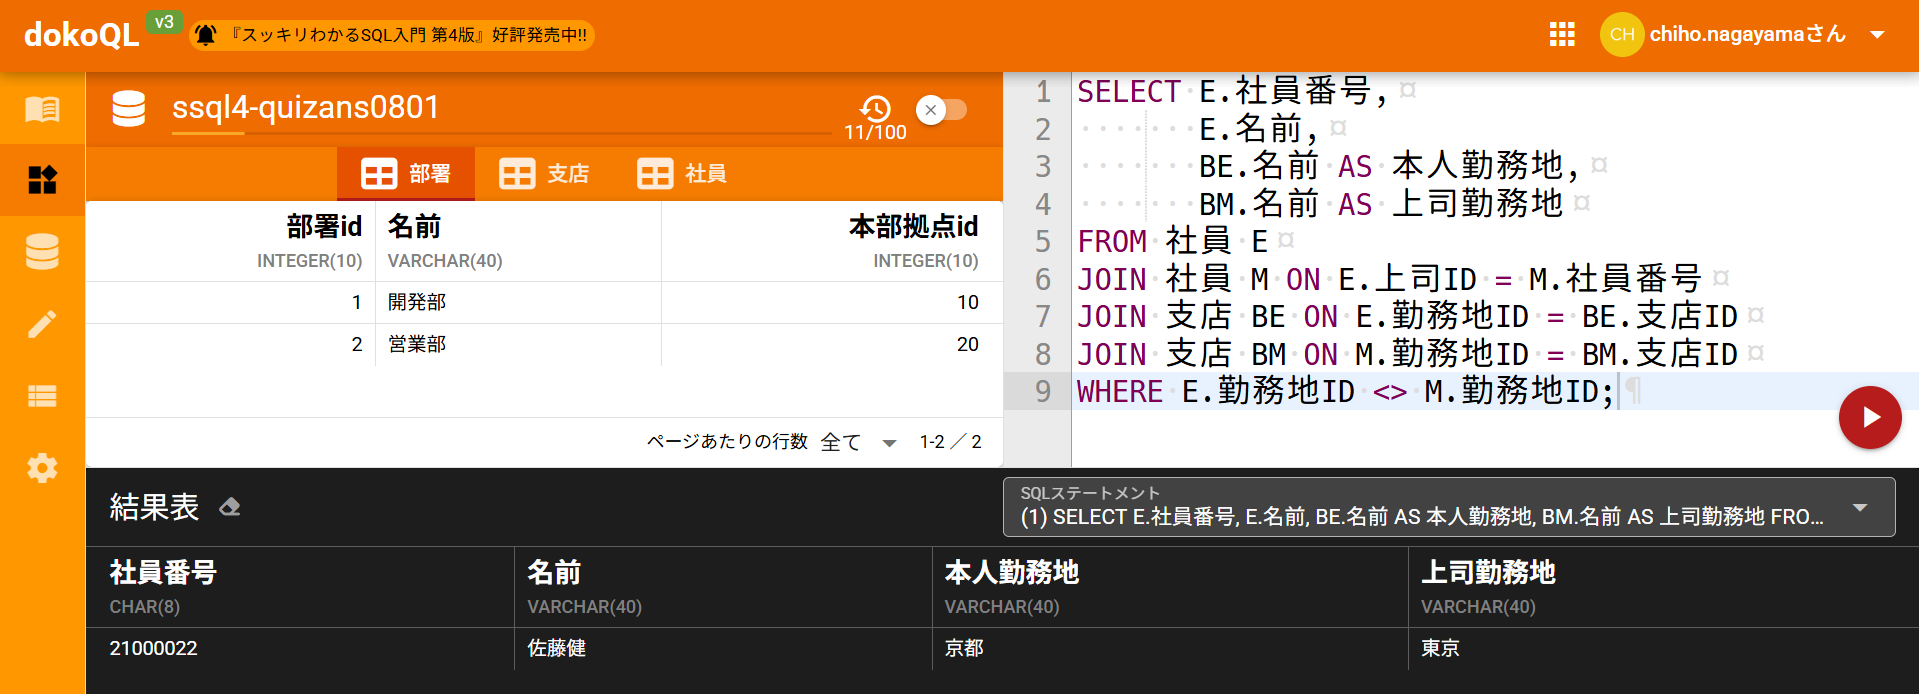 dokoQL v3
『スッキリわかるSQL入門 第4版』好評発売中!!
CH chiho.nagayamaさん
ssql4-quizans0801
11/100
部署 支店 社員
部署id 名前 本部拠点id
INTEGER(10) VARCHAR(40) INTEGER(10)
1 開発部 10
2 営業部 20
ページあたりの行数 全て 1-2 ／ 2
1 SELECT E.社員番号,
2 E.名前,
3 BE.名前 AS 本人勤務地,
4 BM.名前 AS 上司勤務地
5 FROM 社員 E
6 JOIN 社員 M ON E.上司ID = M.社員番号
7 JOIN 支店 BE ON E.勤務地ID = BE.支店ID
8 JOIN 支店 BM ON M.勤務地ID = BM.支店ID
9 WHERE E.勤務地ID <> M.勤務地ID;
結果表
SQLステートメント
(1) SELECT E.社員番号, E.名前, BE.名前 AS 本人勤務地, BM.名前 AS 上司勤務地 FRO...
社員番号 名前 本人勤務地 上司勤務地
CHAR(8) VARCHAR(40) VARCHAR(40) VARCHAR(40)
21000022 佐藤健 京都 東京